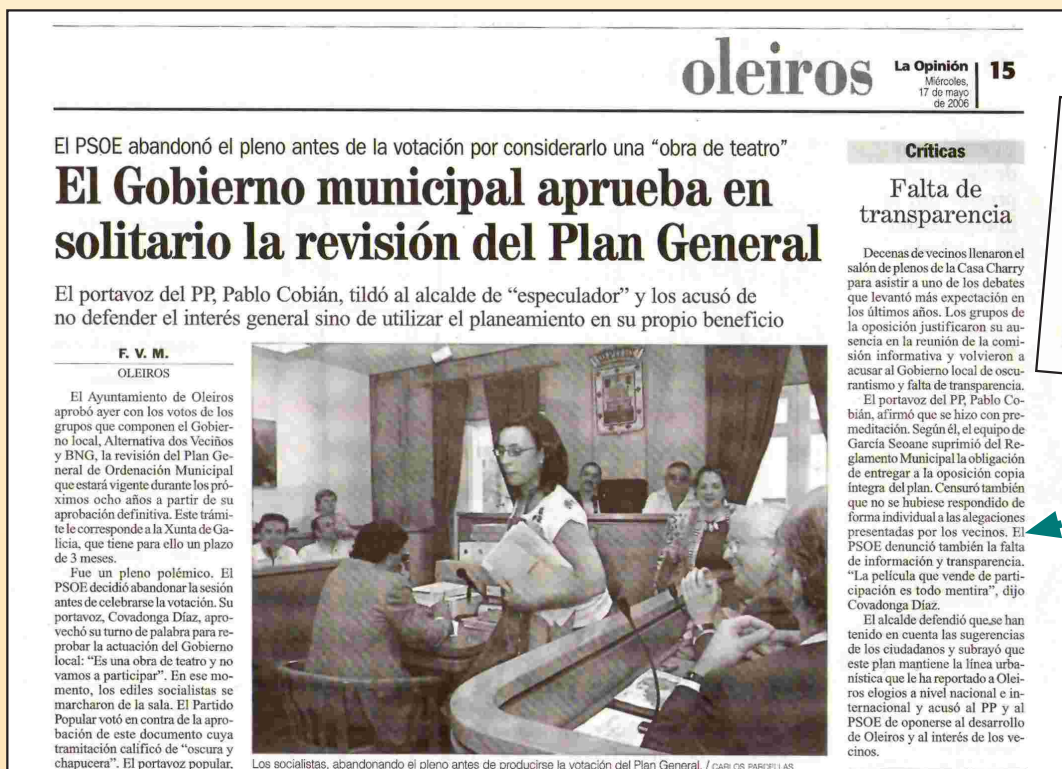 oleiros
La Opinión
Miércoles,
17 de mayo
de 2006
15
El PSOE abandonó el pleno antes de la votación por considerarlo una “obra de teatro”
El Gobierno municipal aprueba en
solitario la revisión del Plan General
El portavoz del PP, Pablo Cobián, tildó al alcalde de “especulador” y los acusó de
no defender el interés general sino de utilizar el planeamiento en su propio beneficio
F. V. M.
OLEIROS
El Ayuntamiento de Oleiros
aprobó ayer con los votos de los
grupos que componen el Gobier-
no local, Alternativa dos Veciños
y BNG, la revisión del Plan Ge-
neral de Ordenación Municipal
que estará vigente durante los pró-
ximos ocho años a partir de su
aprobación definitiva. Este trámi-
te le corresponde a la Xunta de Ga-
licia, que tiene para ello un plazo
de 3 meses.
Fue un pleno polémico. El
PSOE decidió abandonar la sesión
antes de celebrarse la votación. Su
portavoz, Covadonga Díaz, apro-
vechó su turno de palabra para re-
probar la actuación del Gobierno
local: “Es una obra de teatro y no
vamos a participar”. En ese mo-
mento, los ediles socialistas se
marcharon de la sala. El Partido
Popular votó en contra de la apro-
bación de este documento cuya
tramitación calificó de “oscura y
chapucera”. El portavoz popular,
Los socialistas, abandonando el pleno antes de producirse la votación del Plan General. / CARLOS PARDELLAS
Críticas
Falta de
transparencia
Decenas de vecinos llenaron el
salón de plenos de la Casa Charry
para asistir a uno de los debates
que levantó más expectación en
los últimos años. Los grupos de
la oposición justificaron su au-
sencia en la reunión de la comi-
sión informativa y volvieron a
acusar al Gobierno local de oscu-
rantismo y falta de transparencia.
El portavoz del PP, Pablo Co-
bián, afirmó que se hizo con pre-
meditación. Según él, el equipo de
García Seoane suprimió del Re-
glamento Municipal la obligación
de entregar a la oposición copia
íntegra del plan. Censuró también
que no se hubiese respondido de
forma individual a las alegaciones
presentadas por los vecinos. El
PSOE denunció también la falta
de información y transparencia.
“La película que vende de parti-
cipación es todo mentira”, dijo
Covadonga Díaz.
El alcalde defendió que se han
tenido en cuenta las sugerencias
de los ciudadanos y subrayó que
este plan mantiene la línea urba-
nística que le ha reportado a Olei-
ros elogios a nivel nacional e in-
ternacional y acusó al PP y al
PSOE de oponerse al desarrollo
de Oleiros y al interés de los ve-
cinos.